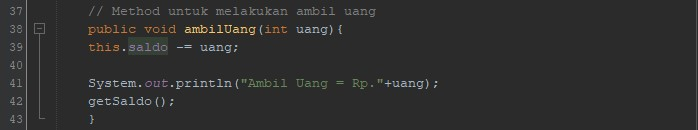 37 // Method untuk melakukan ambil uang
38 public void ambilUang(int uang){
39 this.saldo -= uang;
40
41 System.out.println("Ambil Uang = Rp."+uang);
42 getSaldo();
43 }